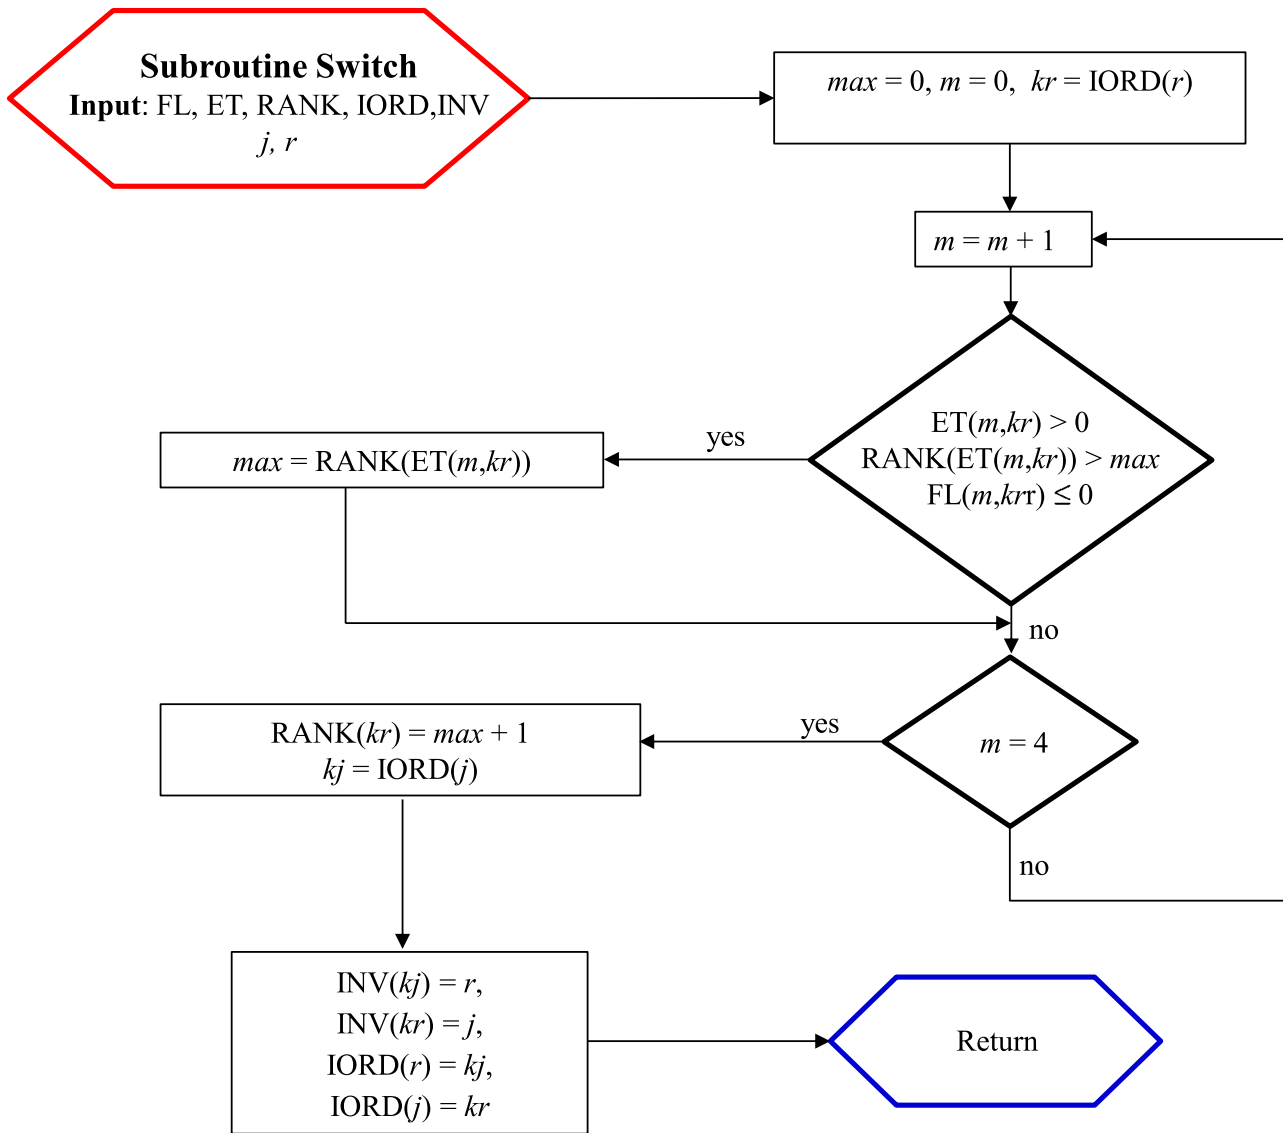 Subroutine Switch
Input: FL, ET, RANK, IORD,INV
j, r
max = 0, m = 0, kr = IORD(r)
m = m + 1
ET(m,kr) > 0
RANK(ET(m,kr)) > max
FL(m,krr) ≤ 0
yes
max = RANK(ET(m,kr))
no
m = 4
yes
no
RANK(kr) = max + 1
kj = IORD(j)
INV(kj) = r,
INV(kr) = j,
IORD(r) = kj,
IORD(j) = kr
Return